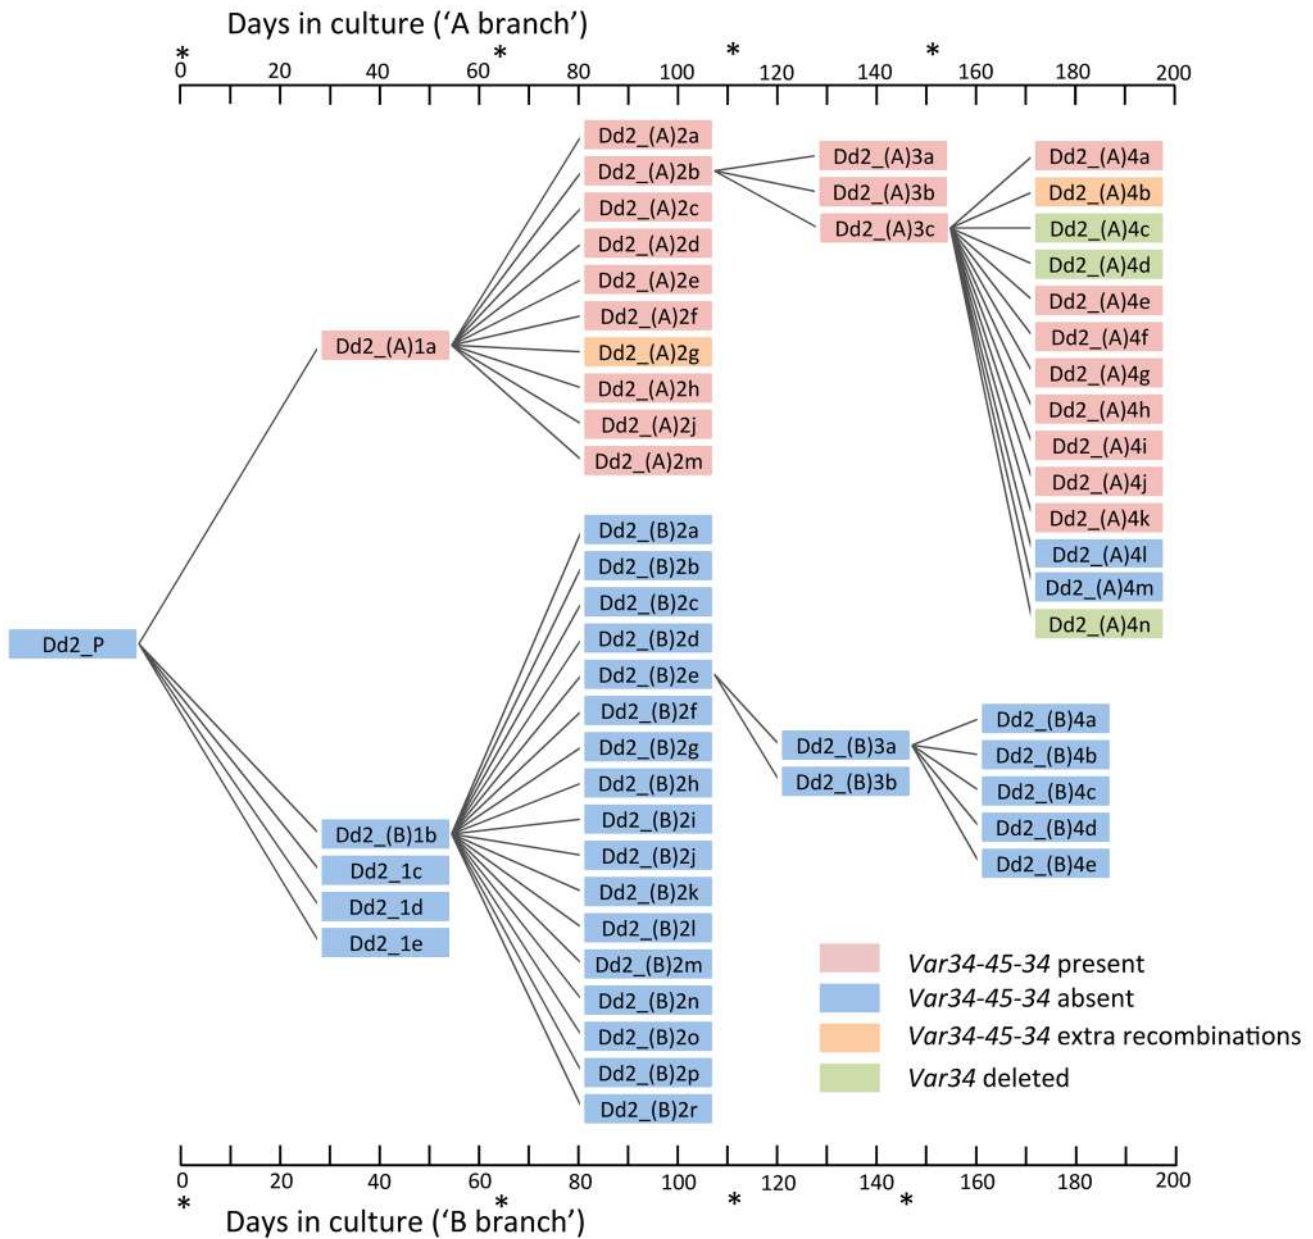 Days in culture (‘A branch’)
* * * *
0 20 40 60 80 100 120 140 160 180 200
Dd2_(A)2a
Dd2_(A)2b
Dd2_(A)2c
Dd2_(A)2d
Dd2_(A)2e
Dd2_(A)2f
Dd2_(A)2g
Dd2_(A)2h
Dd2_(A)2j
Dd2_(A)2m
Dd2_(A)3a
Dd2_(A)3b
Dd2_(A)3c
Dd2_(A)4a
Dd2_(A)4b
Dd2_(A)4c
Dd2_(A)4d
Dd2_(A)4e
Dd2_(A)4f
Dd2_(A)4g
Dd2_(A)4h
Dd2_(A)4i
Dd2_(A)4j
Dd2_(A)4k
Dd2_(A)4l
Dd2_(A)4m
Dd2_(A)4n
Dd2_(A)1a
Dd2_P
Dd2_(B)1b
Dd2_1c
Dd2_1d
Dd2_1e
Dd2_(B)2a
Dd2_(B)2b
Dd2_(B)2c
Dd2_(B)2d
Dd2_(B)2e
Dd2_(B)2f
Dd2_(B)2g
Dd2_(B)2h
Dd2_(B)2i
Dd2_(B)2j
Dd2_(B)2k
Dd2_(B)2l
Dd2_(B)2m
Dd2_(B)2n
Dd2_(B)2o
Dd2_(B)2p
Dd2_(B)2r
Dd2_(B)3a
Dd2_(B)3b
Dd2_(B)4a
Dd2_(B)4b
Dd2_(B)4c
Dd2_(B)4d
Dd2_(B)4e
Var34-45-34 present
Var34-45-34 absent
Var34-45-34 extra recombinations
Var34 deleted
0 20 40 60 80 100 120 140 160 180 200
* * * *
Days in culture (‘B branch’)